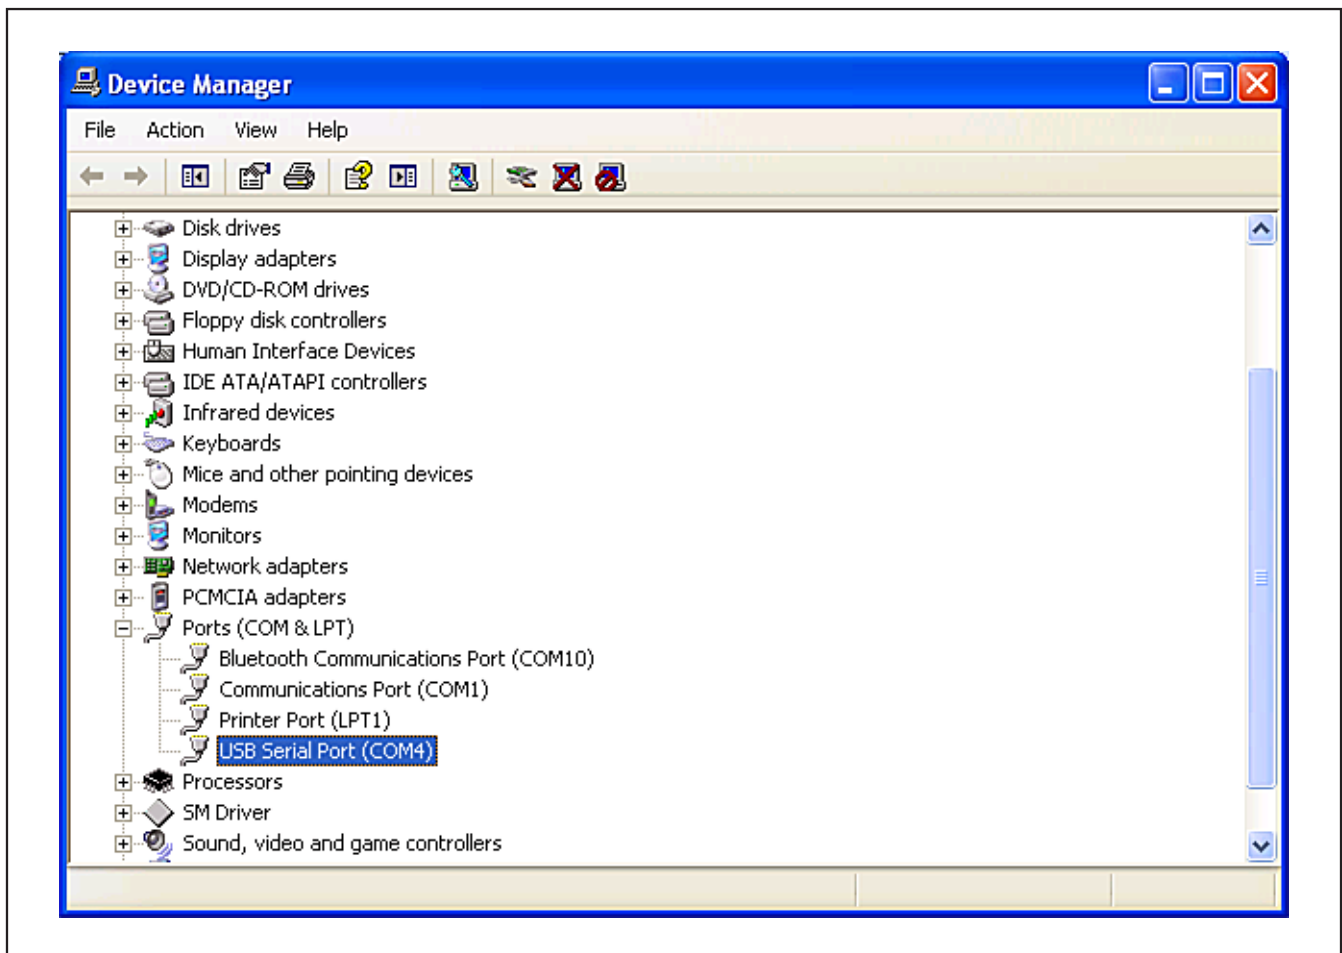 Device Manager
File Action View Help
Disk drives
Display adapters
DVD/CD-ROM drives
Floppy disk controllers
Human Interface Devices
IDE ATA/ATAPI controllers
Infrared devices
Keyboards
Mice and other pointing devices
Modems
Monitors
Network adapters
PCMCIA adapters
Ports (COM & LPT)
Bluetooth Communications Port (COM10)
Communications Port (COM1)
Printer Port (LPT1)
USB Serial Port (COM4)
Processors
SM Driver
Sound, video and game controllers